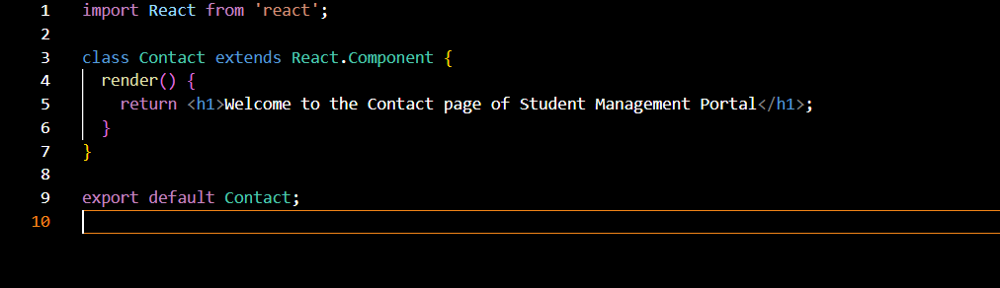 1 import React from 'react';
2
3 class Contact extends React.Component {
4   render() {
5     return <h1>Welcome to the Contact page of Student Management Portal</h1>;
6   }
7 }
8
9 export default Contact;
10